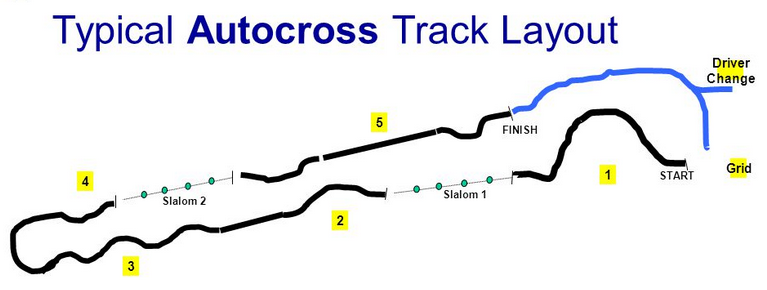 Typical Autocross Track Layout
Driver
Change
5
FINISH
4
1
START
Grid
Slalom 2
Slalom 1
2
3